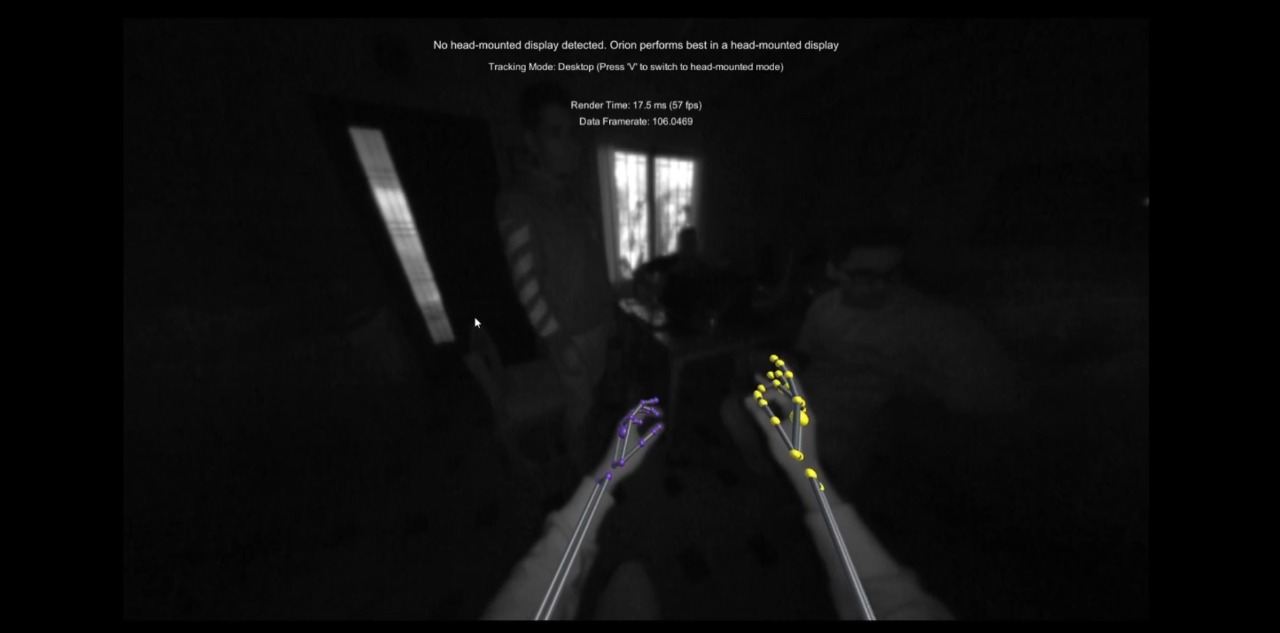 No head-mounted display detected. Orion performs best in a head-mounted display
Tracking Mode: Desktop (Press 'V' to switch to head-mounted mode)
Render Time: 17.5 ms (57 fps)
Data Framerate: 106.0469